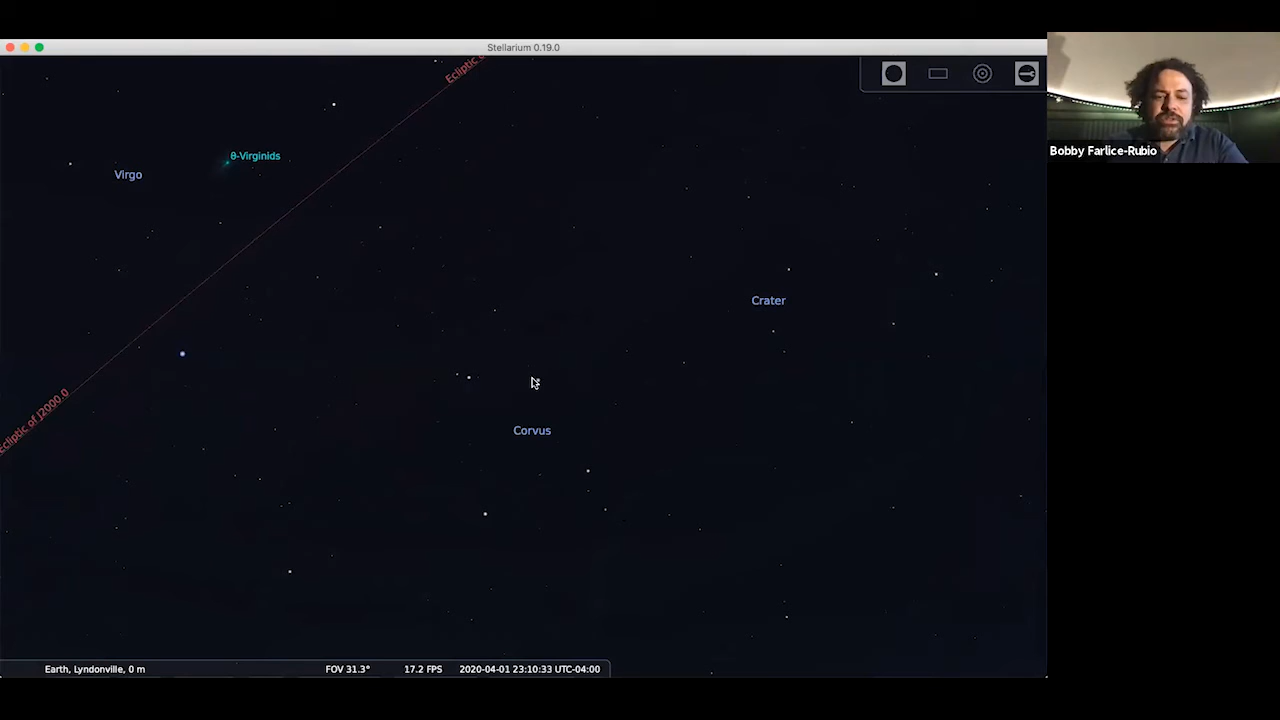 Stellarium 0.19.0
Ecliptic o
θ-Virginids
Virgo
Bobby Farlice-Rubio
Crater
Ecliptic of J2000.0
Corvus
Earth, Lyndonville, 0 m
FOV 31.3°
17.2 FPS
2020-04-01 23:10:33 UTC-04:00